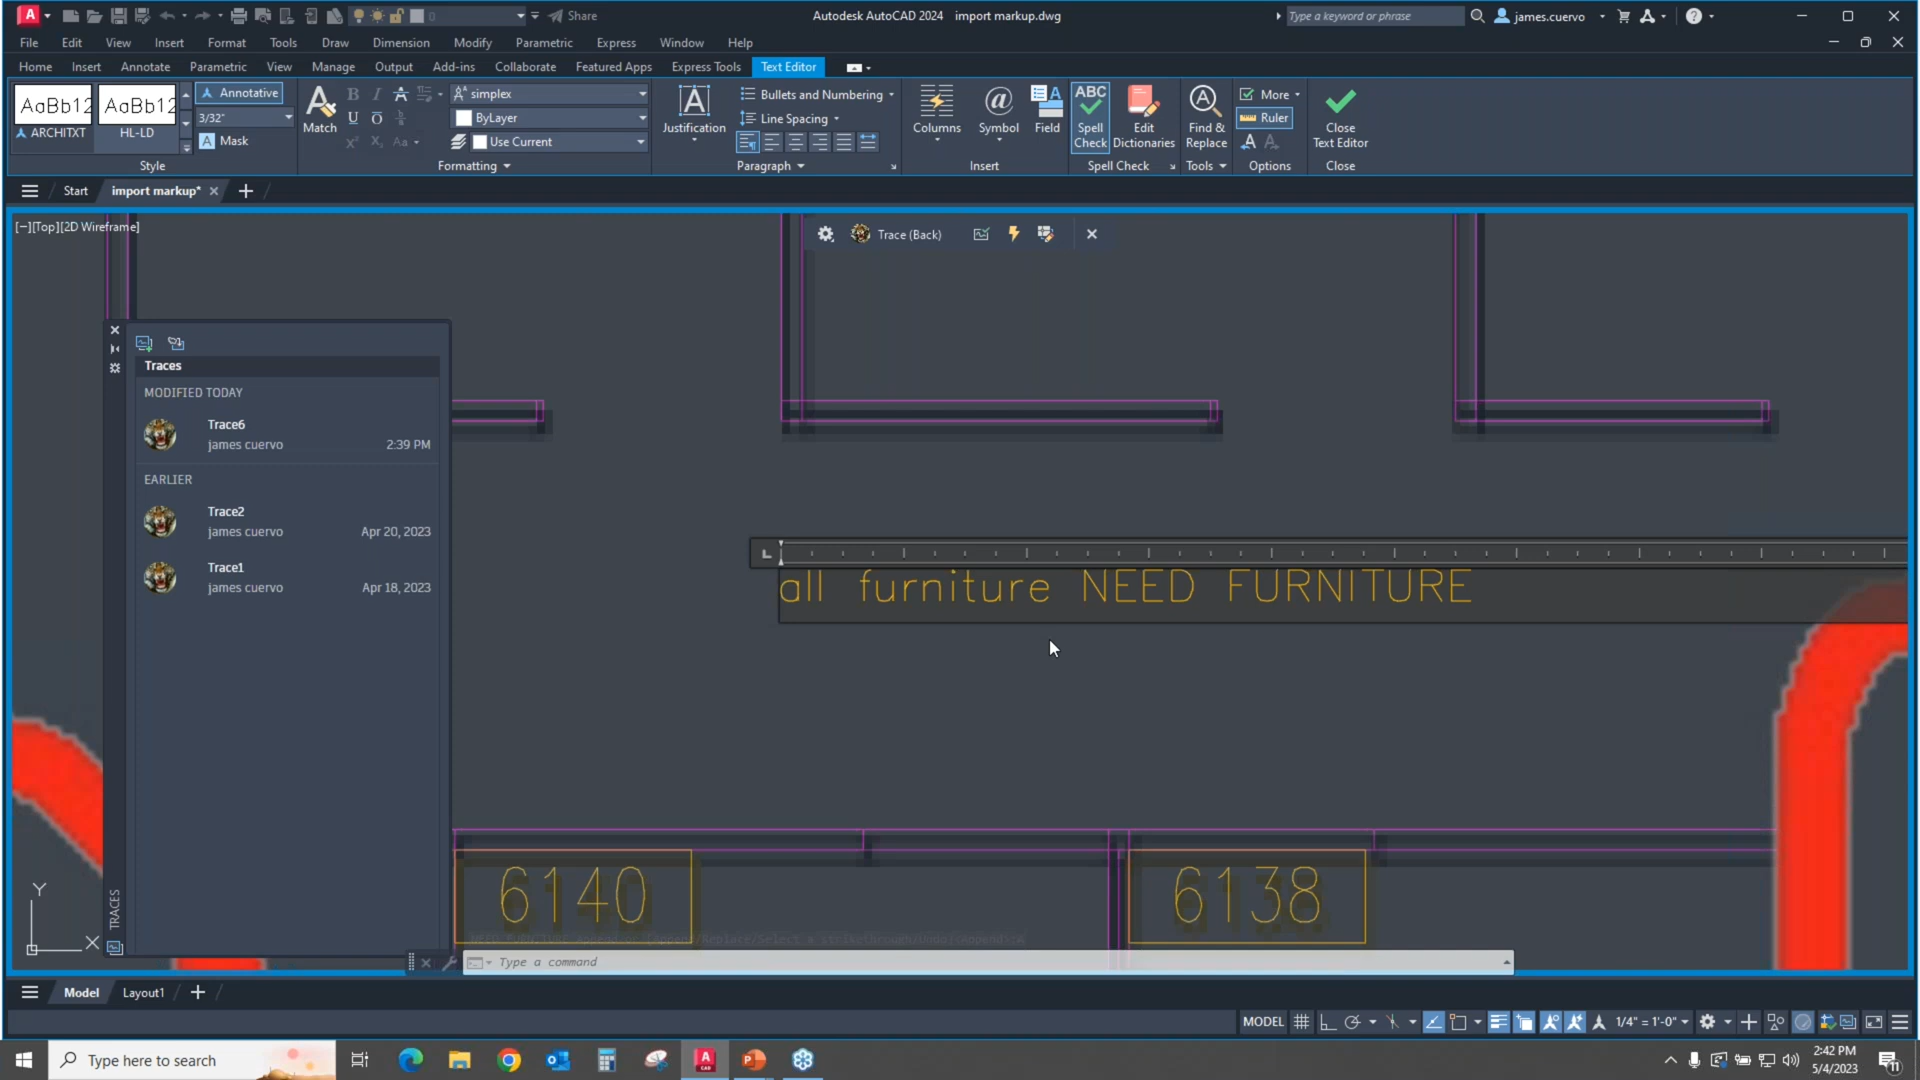 A 0 Share Autodesk AutoCAD 2024 import markup.dwg Type a keyword or phrase james.cuervo
File Edit View Insert Format Tools Draw Dimension Modify Parametric Express Window Help
Home Insert Annotate Parametric View Manage Output Add-ins Collaborate Featured Apps Express Tools Text Editor
AaBb12 AaBb12 Annotative Match simplex Justification Bullets and Numbering Columns Symbol Field ABC Spell Check Edit Dictionaries Find & Replace More Close Text Editor
ARCHITXT HL-LD 3/32" ByLayer Line Spacing Ruler
Mask Use Current
Style Formatting Paragraph Insert Spell Check Tools Options Close
Start import markup*
[−][Top][2D Wireframe] Trace (Back)
Traces
MODIFIED TODAY
Trace6
james cuervo 2:39 PM
EARLIER
Trace2
james cuervo Apr 20, 2023
Trace1
james cuervo Apr 18, 2023
TRACES
all furniture NEED FURNITURE
6140 6138
Y
X
Type a command
Model Layout1
MODEL 1/4" = 1'-0"
Type here to search
2:42 PM
5/4/2023
11